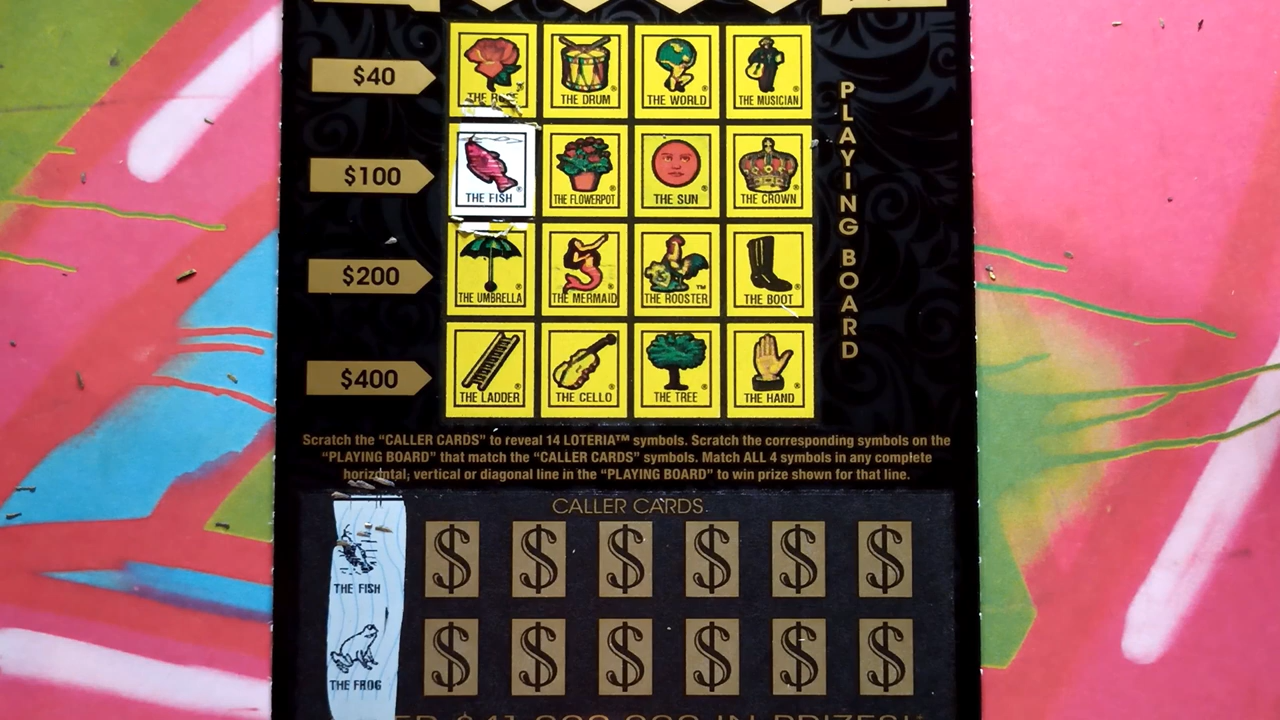 $40
THE ROSE
THE DRUM
THE WORLD
THE MUSICIAN
$100
THE FISH
THE FLOWERPOT
THE SUN
THE CROWN
$200
THE UMBRELLA
THE MERMAID
THE ROOSTER
THE BOOT
$400
THE LADDER
THE CELLO
THE TREE
THE HAND
PLAYING BOARD
Scratch the “CALLER CARDS” to reveal 14 LOTERIA™ symbols. Scratch the corresponding symbols on the
“PLAYING BOARD” that match the “CALLER CARDS” symbols. Match ALL 4 symbols in any complete
horizontal, vertical or diagonal line in the “PLAYING BOARD” to win prize shown for that line.
CALLER CARDS
THE FISH
$ $ $ $ $ $
THE FROG
$ $ $ $ $ $
IN PRIZES!